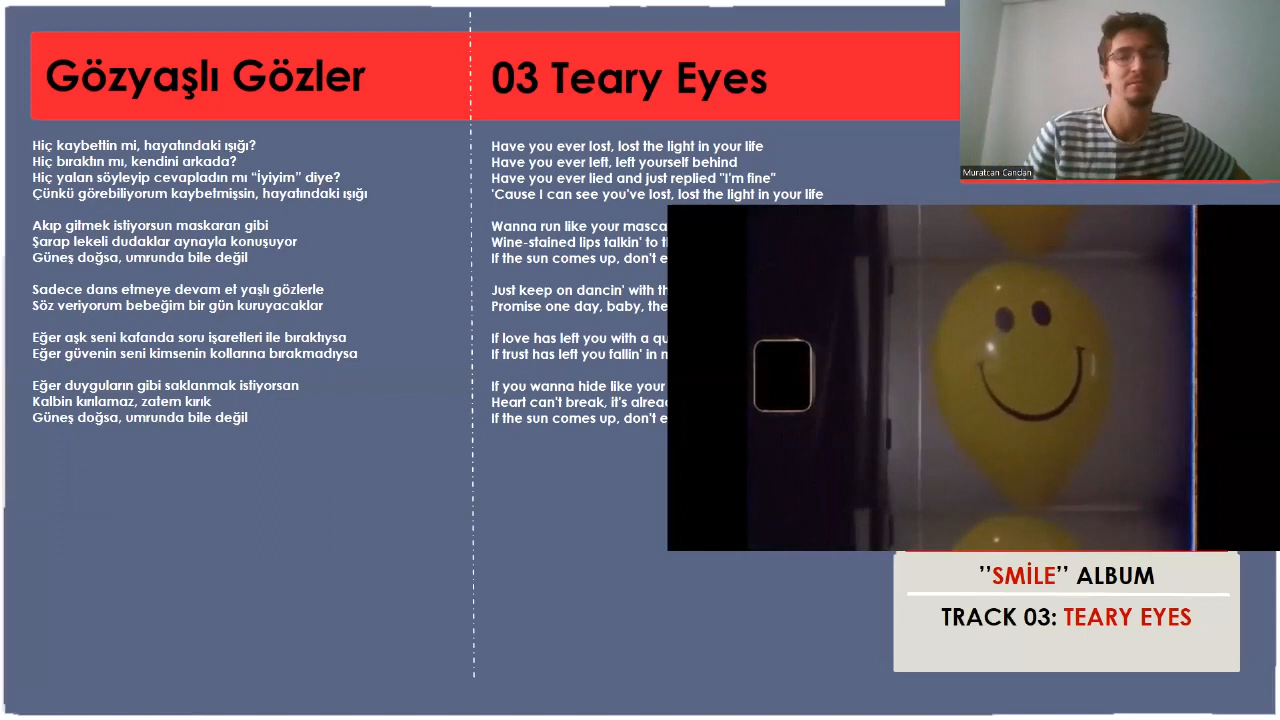 Gözyaşlı Gözler
Hiç kaybettin mi, hayatındaki ışığı?
Hiç bıraktın mı, kendini arkada?
Hiç yalan söyleyip cevapladın mı “İyiyim” diye?
Çünkü görebiliyorum kaybetmişsin, hayatındaki ışığı
Akıp gitmek istiyorsun maskaran gibi
Şarap lekeli dudaklar aynayla konuşuyor
Güneş doğsa, umrunda bile değil
Sadece dans etmeye devam et yaşlı gözlerle
Söz veriyorum bebeğim bir gün kuruyacaklar
Eğer aşk seni kafanda soru işaretleri ile bıraktıysa
Eğer güvenin seni kimsenin kollarına bırakmadıysa
Eğer duyguların gibi saklanmak istiyorsan
Kalbin kırılamaz, zatem kırık
Güneş doğsa, umrunda bile değil
03 Teary Eyes
Have you ever lost, lost the light in your life
Have you ever left, left yourself behind
Have you ever lied and just replied "I'm fine"
'Cause I can see you've lost, lost the light in your life
Wanna run like your
Wine-stained lips talkin' to
If the sun comes up, don't
Just keep on dancin' with
Promise one day, baby,
If love has left you with a
If trust has left you fallin' in
If you wanna hide like your
Heart can't break, it's
If the sun comes up, don't
Muratcan Candan
’’SMİLE’’ ALBUM
TRACK 03: TEARY EYES